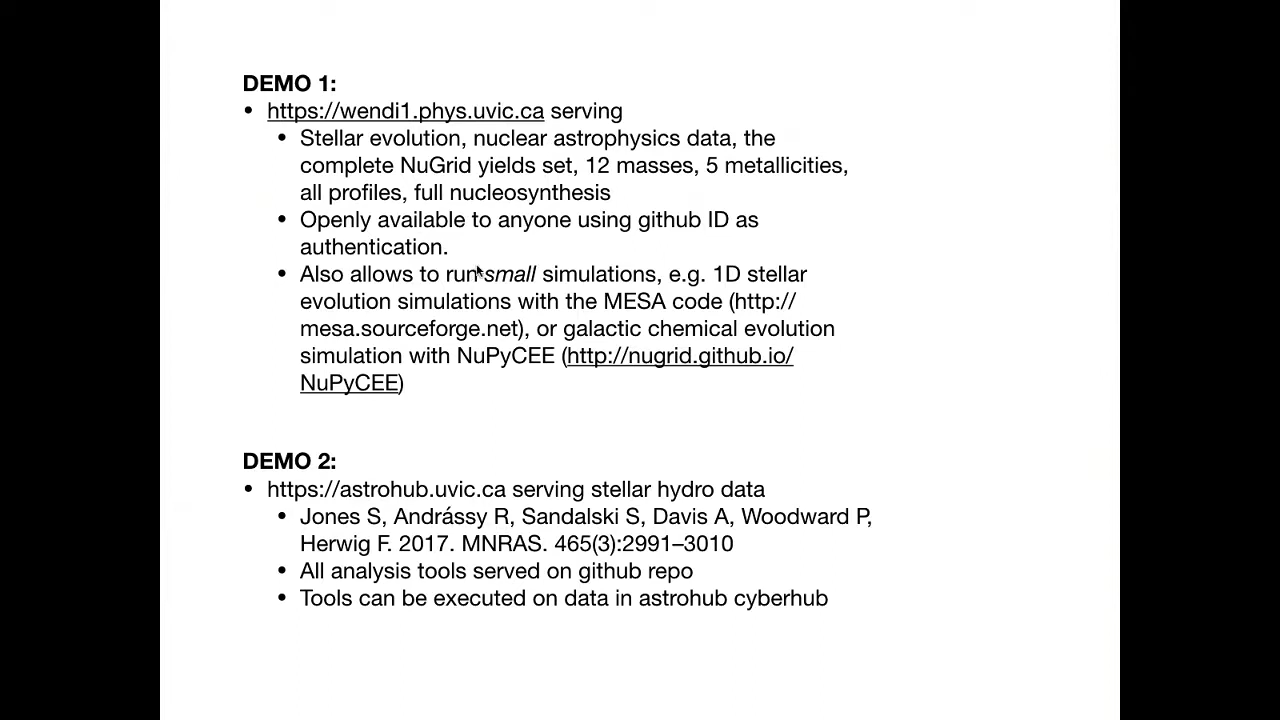 DEMO 1:
• https://wendi1.phys.uvic.ca serving
• Stellar evolution, nuclear astrophysics data, the
complete NuGrid yields set, 12 masses, 5 metallicities,
all profiles, full nucleosynthesis
• Openly available to anyone using github ID as
authentication.
• Also allows to run small simulations, e.g. 1D stellar
evolution simulations with the MESA code (http://
mesa.sourceforge.net), or galactic chemical evolution
simulation with NuPyCEE (http://nugrid.github.io/
NuPyCEE)
DEMO 2:
• https://astrohub.uvic.ca serving stellar hydro data
• Jones S, Andrássy R, Sandalski S, Davis A, Woodward P,
Herwig F. 2017. MNRAS. 465(3):2991–3010
• All analysis tools served on github repo
• Tools can be executed on data in astrohub cyberhub